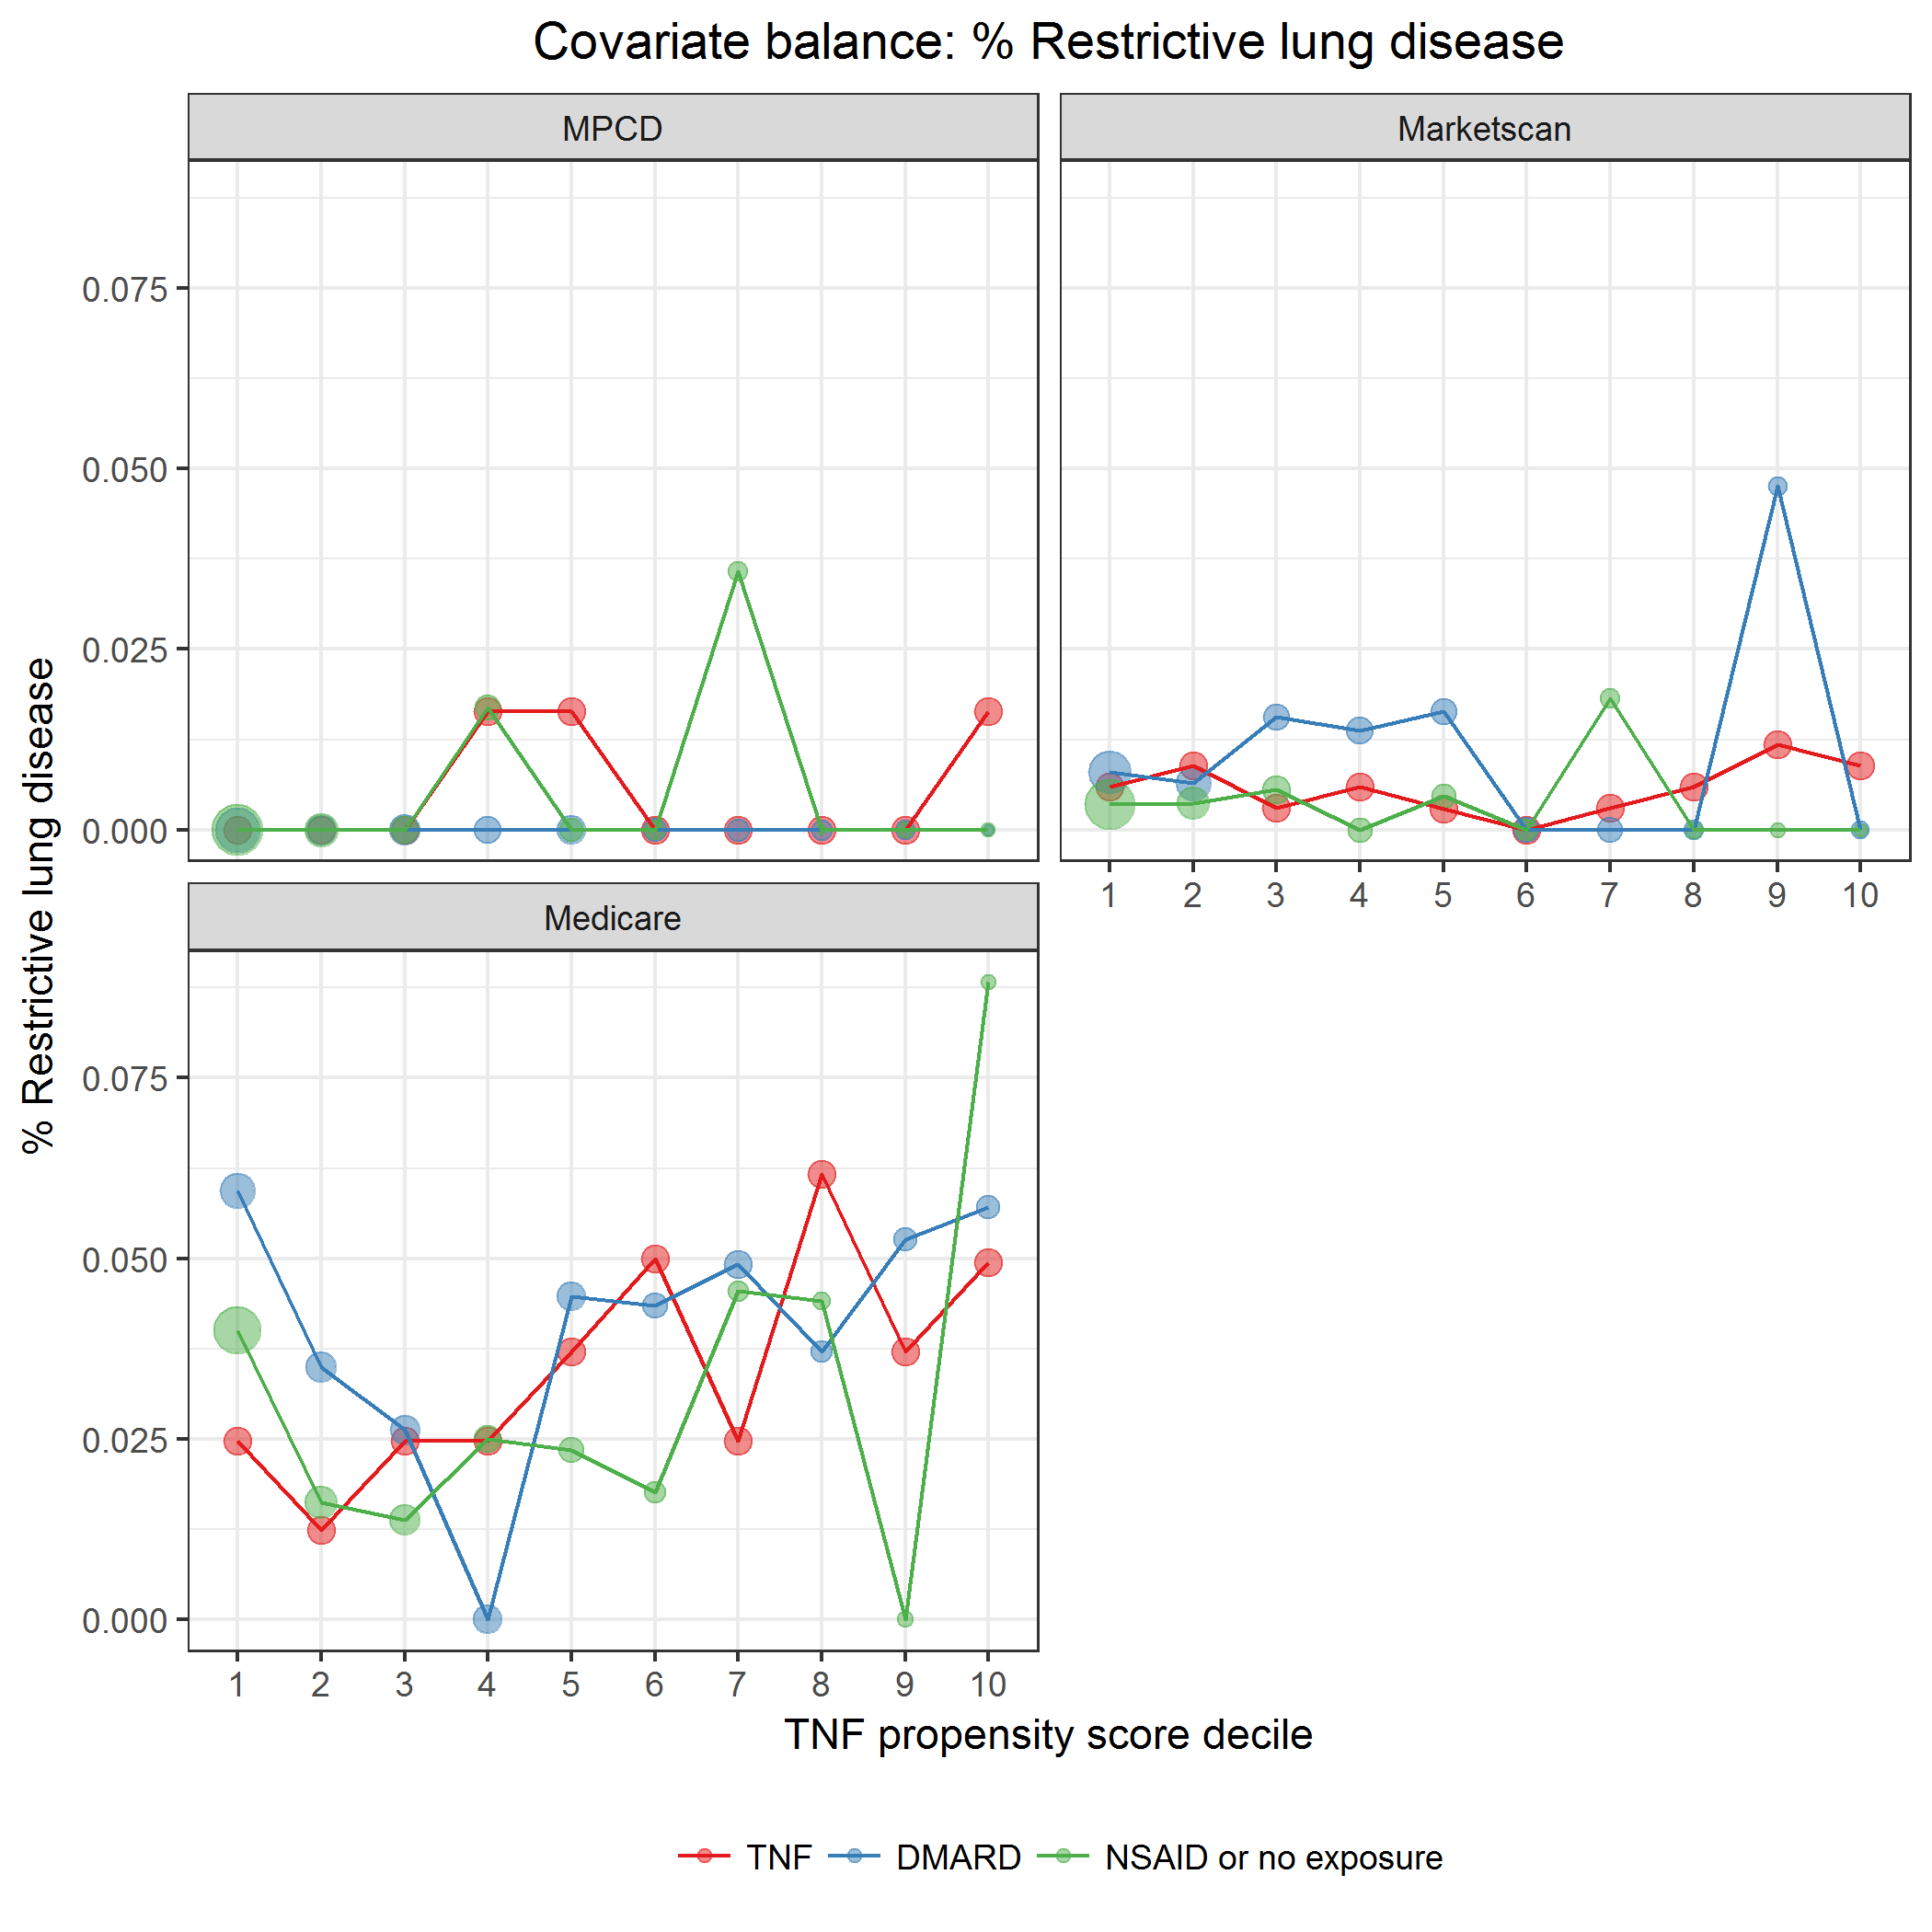 Covariate balance: % Restrictive lung disease
MPCD
Marketscan
% Restrictive lung disease
0.075
0.050
0.025
0.000
1 2 3 4 5 6 7 8 9 10
Medicare
0.075
0.050
0.025
0.000
1 2 3 4 5 6 7 8 9 10
TNF propensity score decile
TNF DMARD NSAID or no exposure